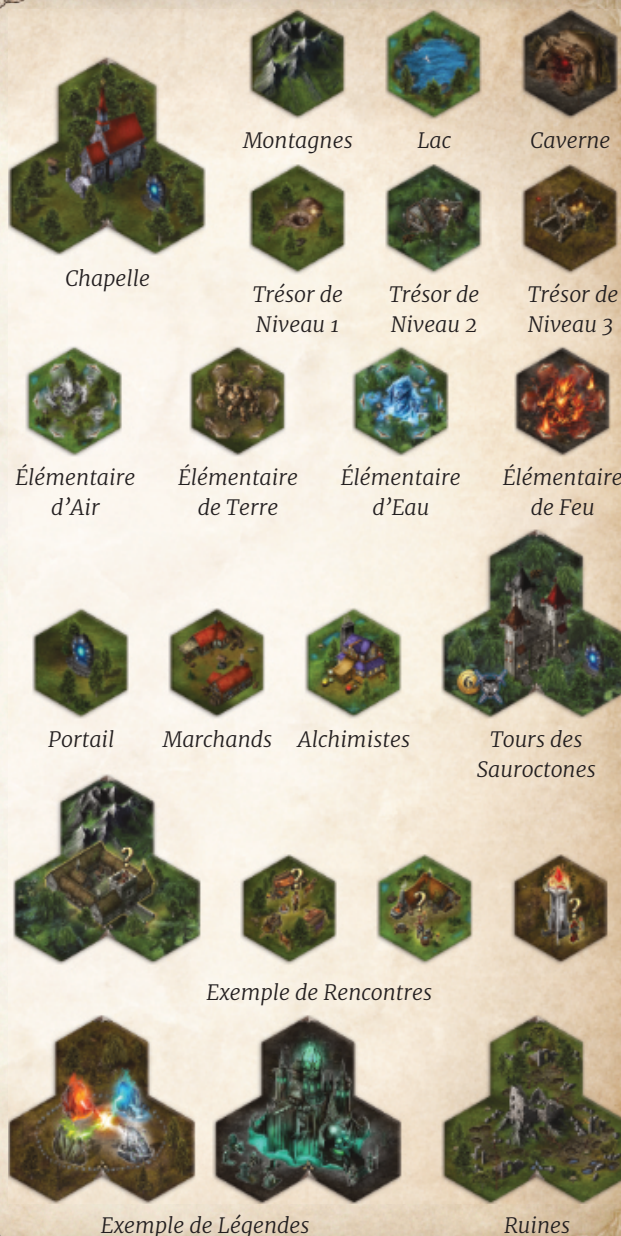 Montagnes Lac Caverne
Chapelle
Trésor de Niveau 1
Trésor de Niveau 2
Trésor de Niveau 3
Élémentaire d’Air
Élémentaire de Terre
Élémentaire d’Eau
Élémentaire de Feu
6
Portail Marchands Alchimistes
Tours des
Sauroctones
?
?
?
?
Exemple de Rencontres
Exemple de Légendes Ruines